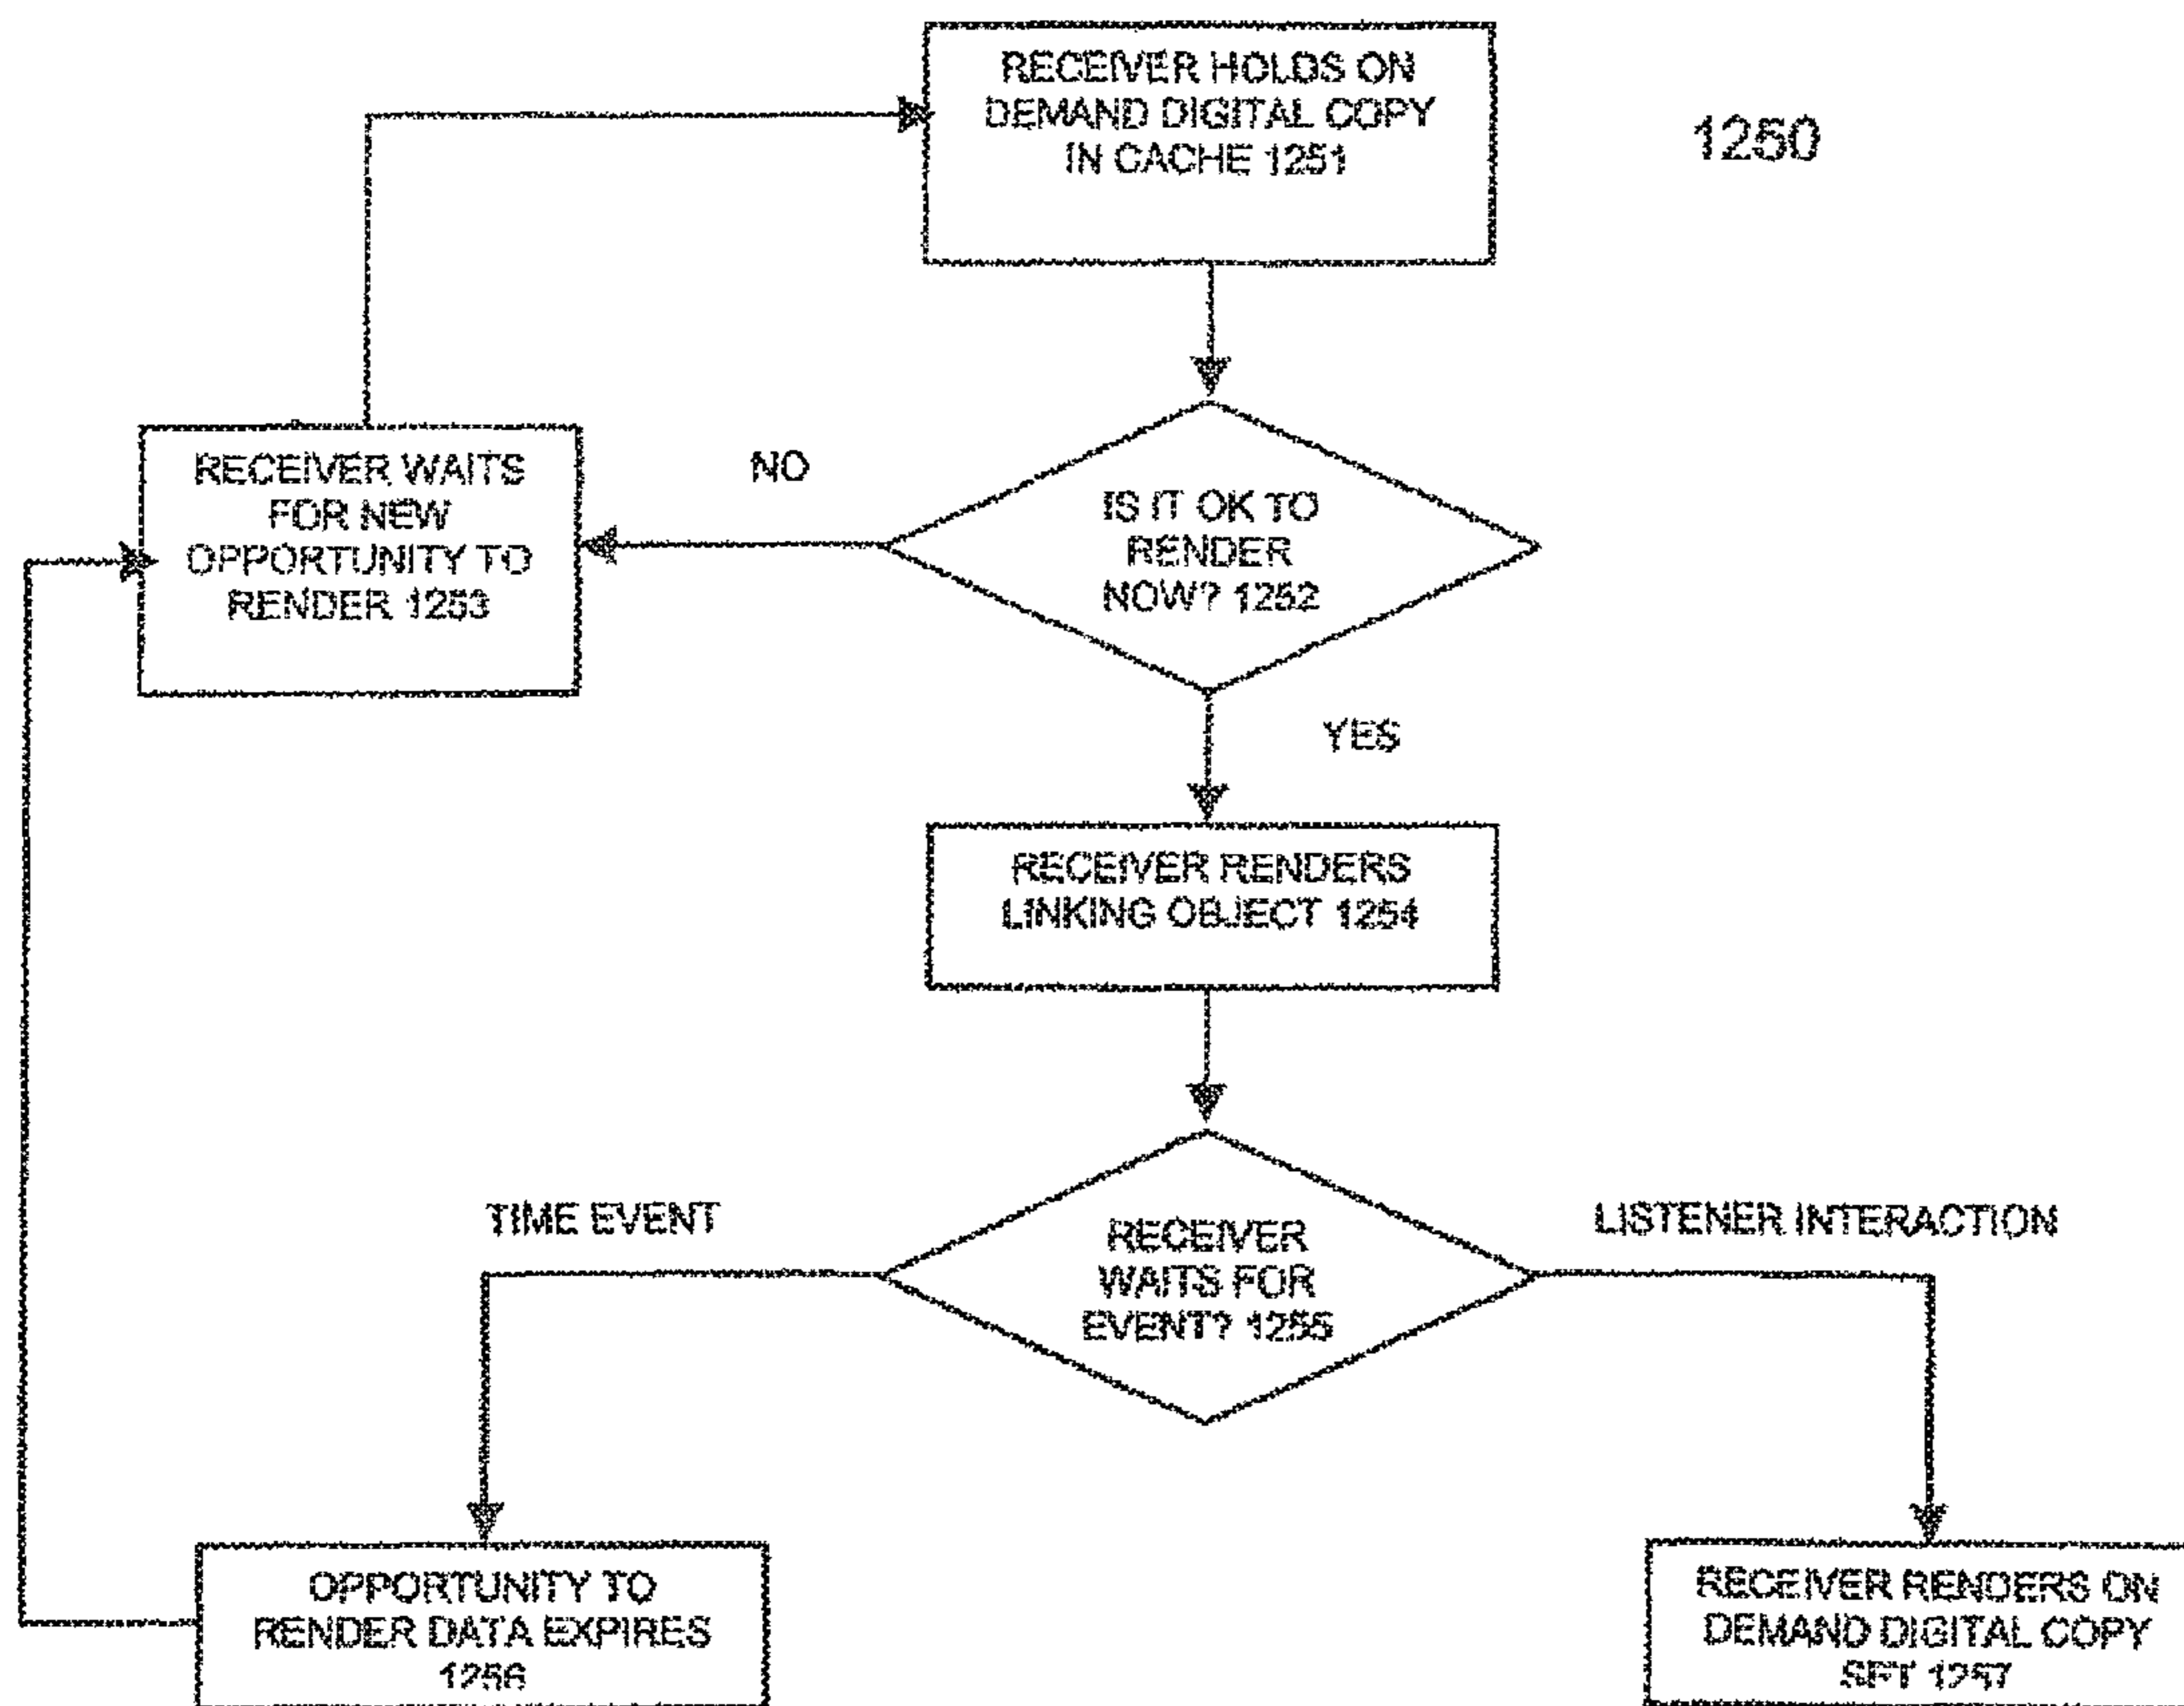 RECEIVER HOLDS ON
DEMAND DIGITAL COPY
IN CACHE 1251
1250
RECEIVER WAITS
FOR NEW
OPPORTUNITY TO
RENDER 1253
NO
IS IT OK TO
RENDER
NOW? 1252
YES
RECEIVER RENDERS
LINKING OBJECT 1254
TIME EVENT
RECEIVER
WAITS FOR
EVENT? 1255
LISTENER INTERACTION
OPPORTUNITY TO
RENDER DATA EXPIRES
1256
RECEIVER RENDERS ON
DEMAND DIGITAL COPY
SET 1257